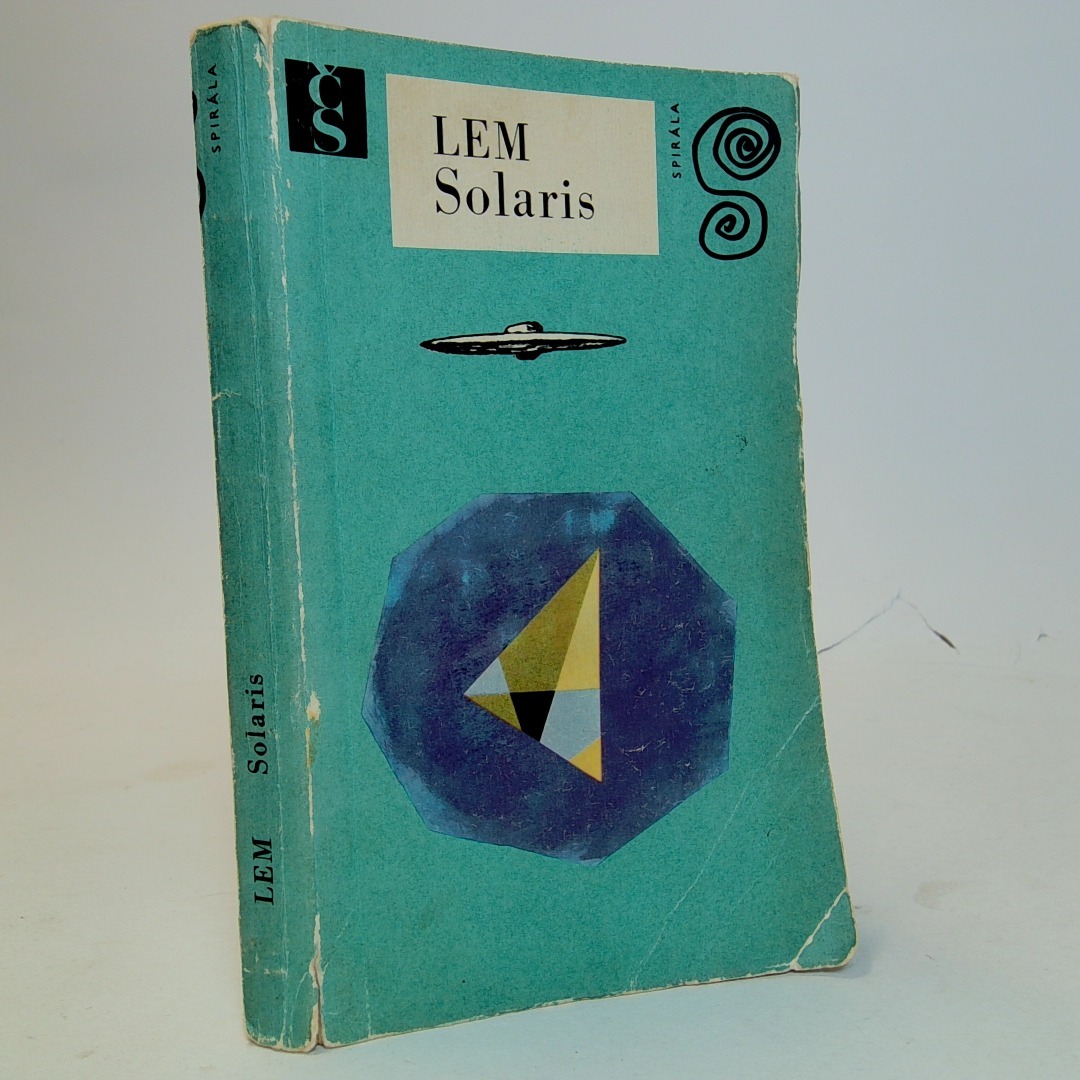 ČS
LEM
Solaris
SPIRÁLA
SPIRÁLA
LEM Solaris